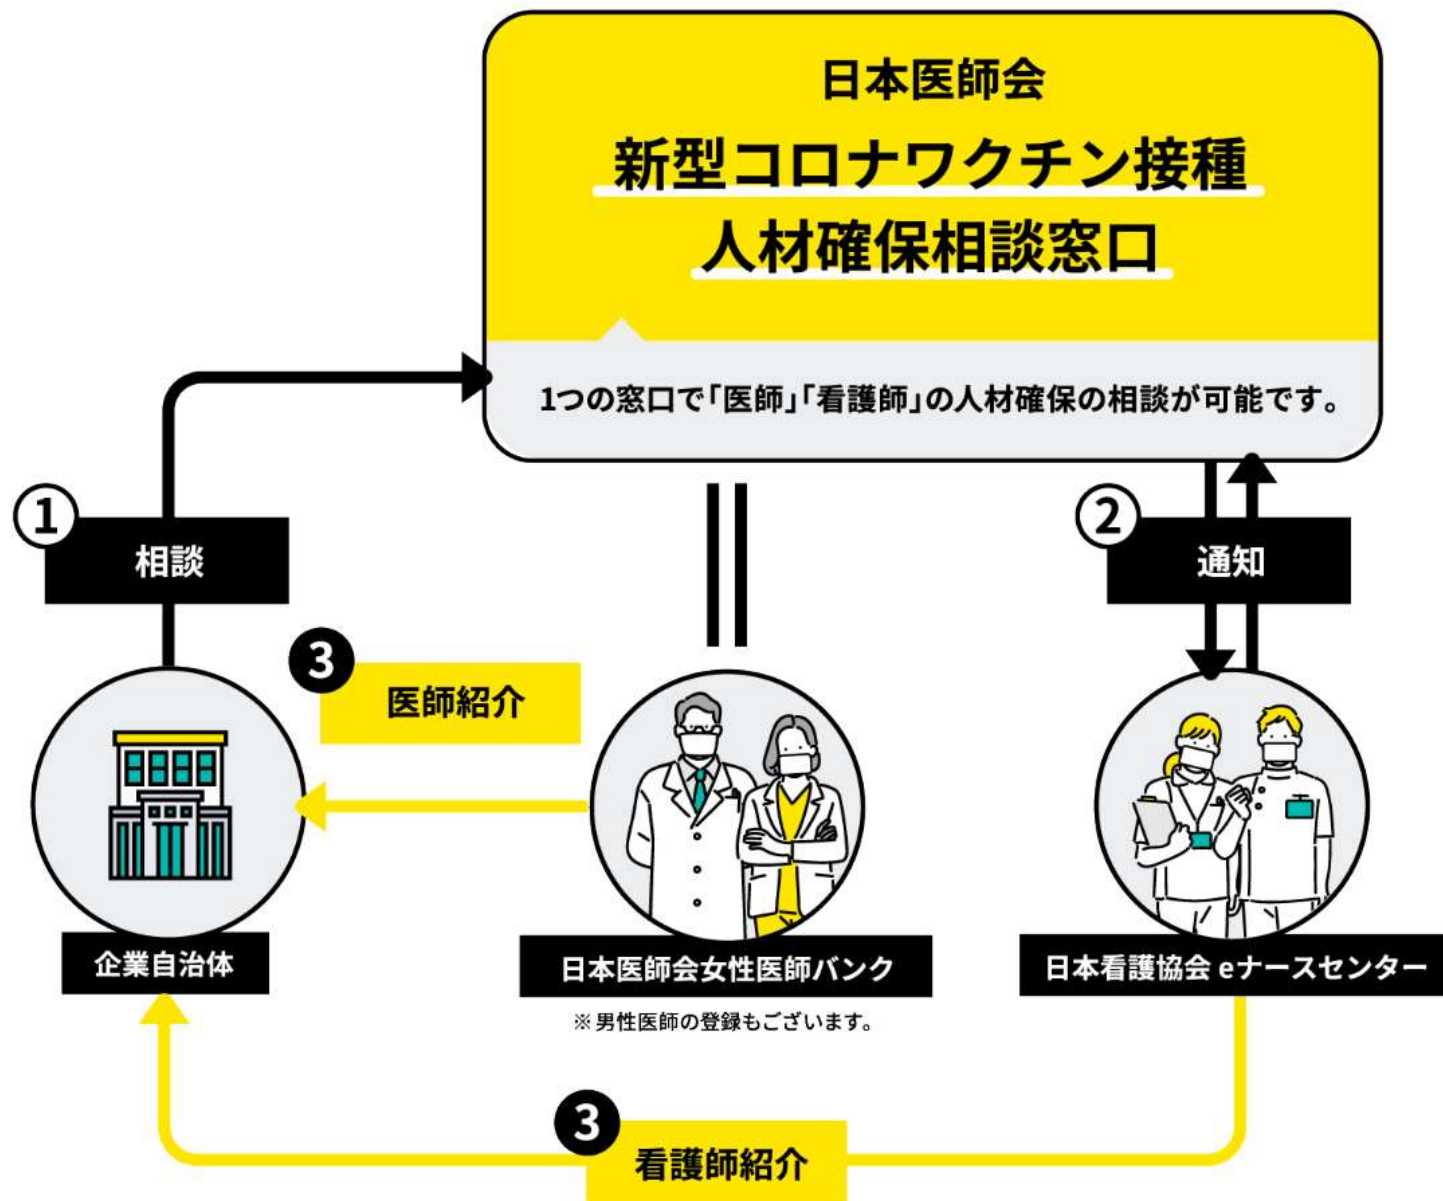 日本医師会
新型コロナワクチン接種
人材確保相談窓口
1つの窓口で「医師」「看護師」の人材確保の相談が可能です。
1
相談
2
通知
3
医師紹介
企業自治体
日本医師会女性医師バンク
※男性医師の登録もございます。
日本看護協会 eナースセンター
3
看護師紹介